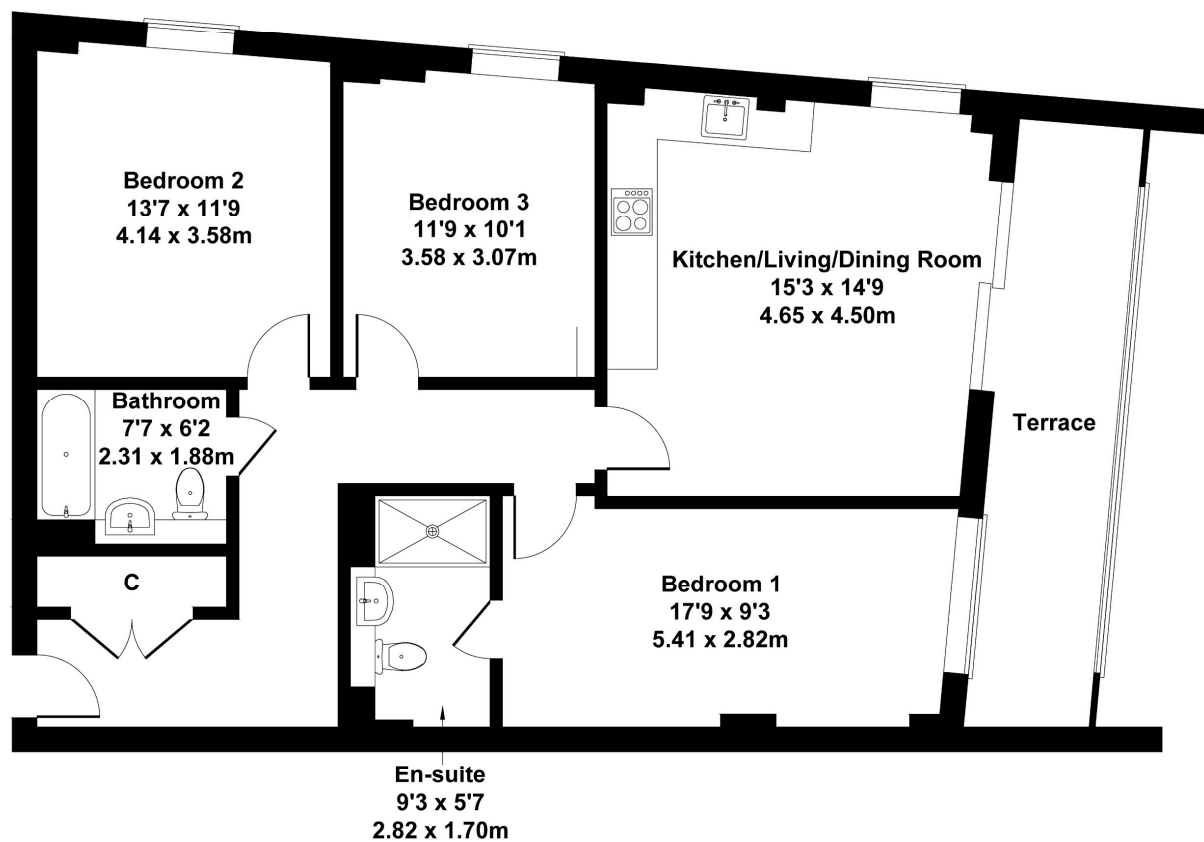 Bedroom 2
13'7 x 11'9
4.14 x 3.58m
Bedroom 3
11'9 x 10'1
3.58 x 3.07m
Kitchen/Living/Dining Room
15'3 x 14'9
4.65 x 4.50m
Bathroom
7'7 x 6'2
2.31 x 1.88m
Terrace
C
Bedroom 1
17'9 x 9'3
5.41 x 2.82m
En-suite
9'3 x 5'7
2.82 x 1.70m